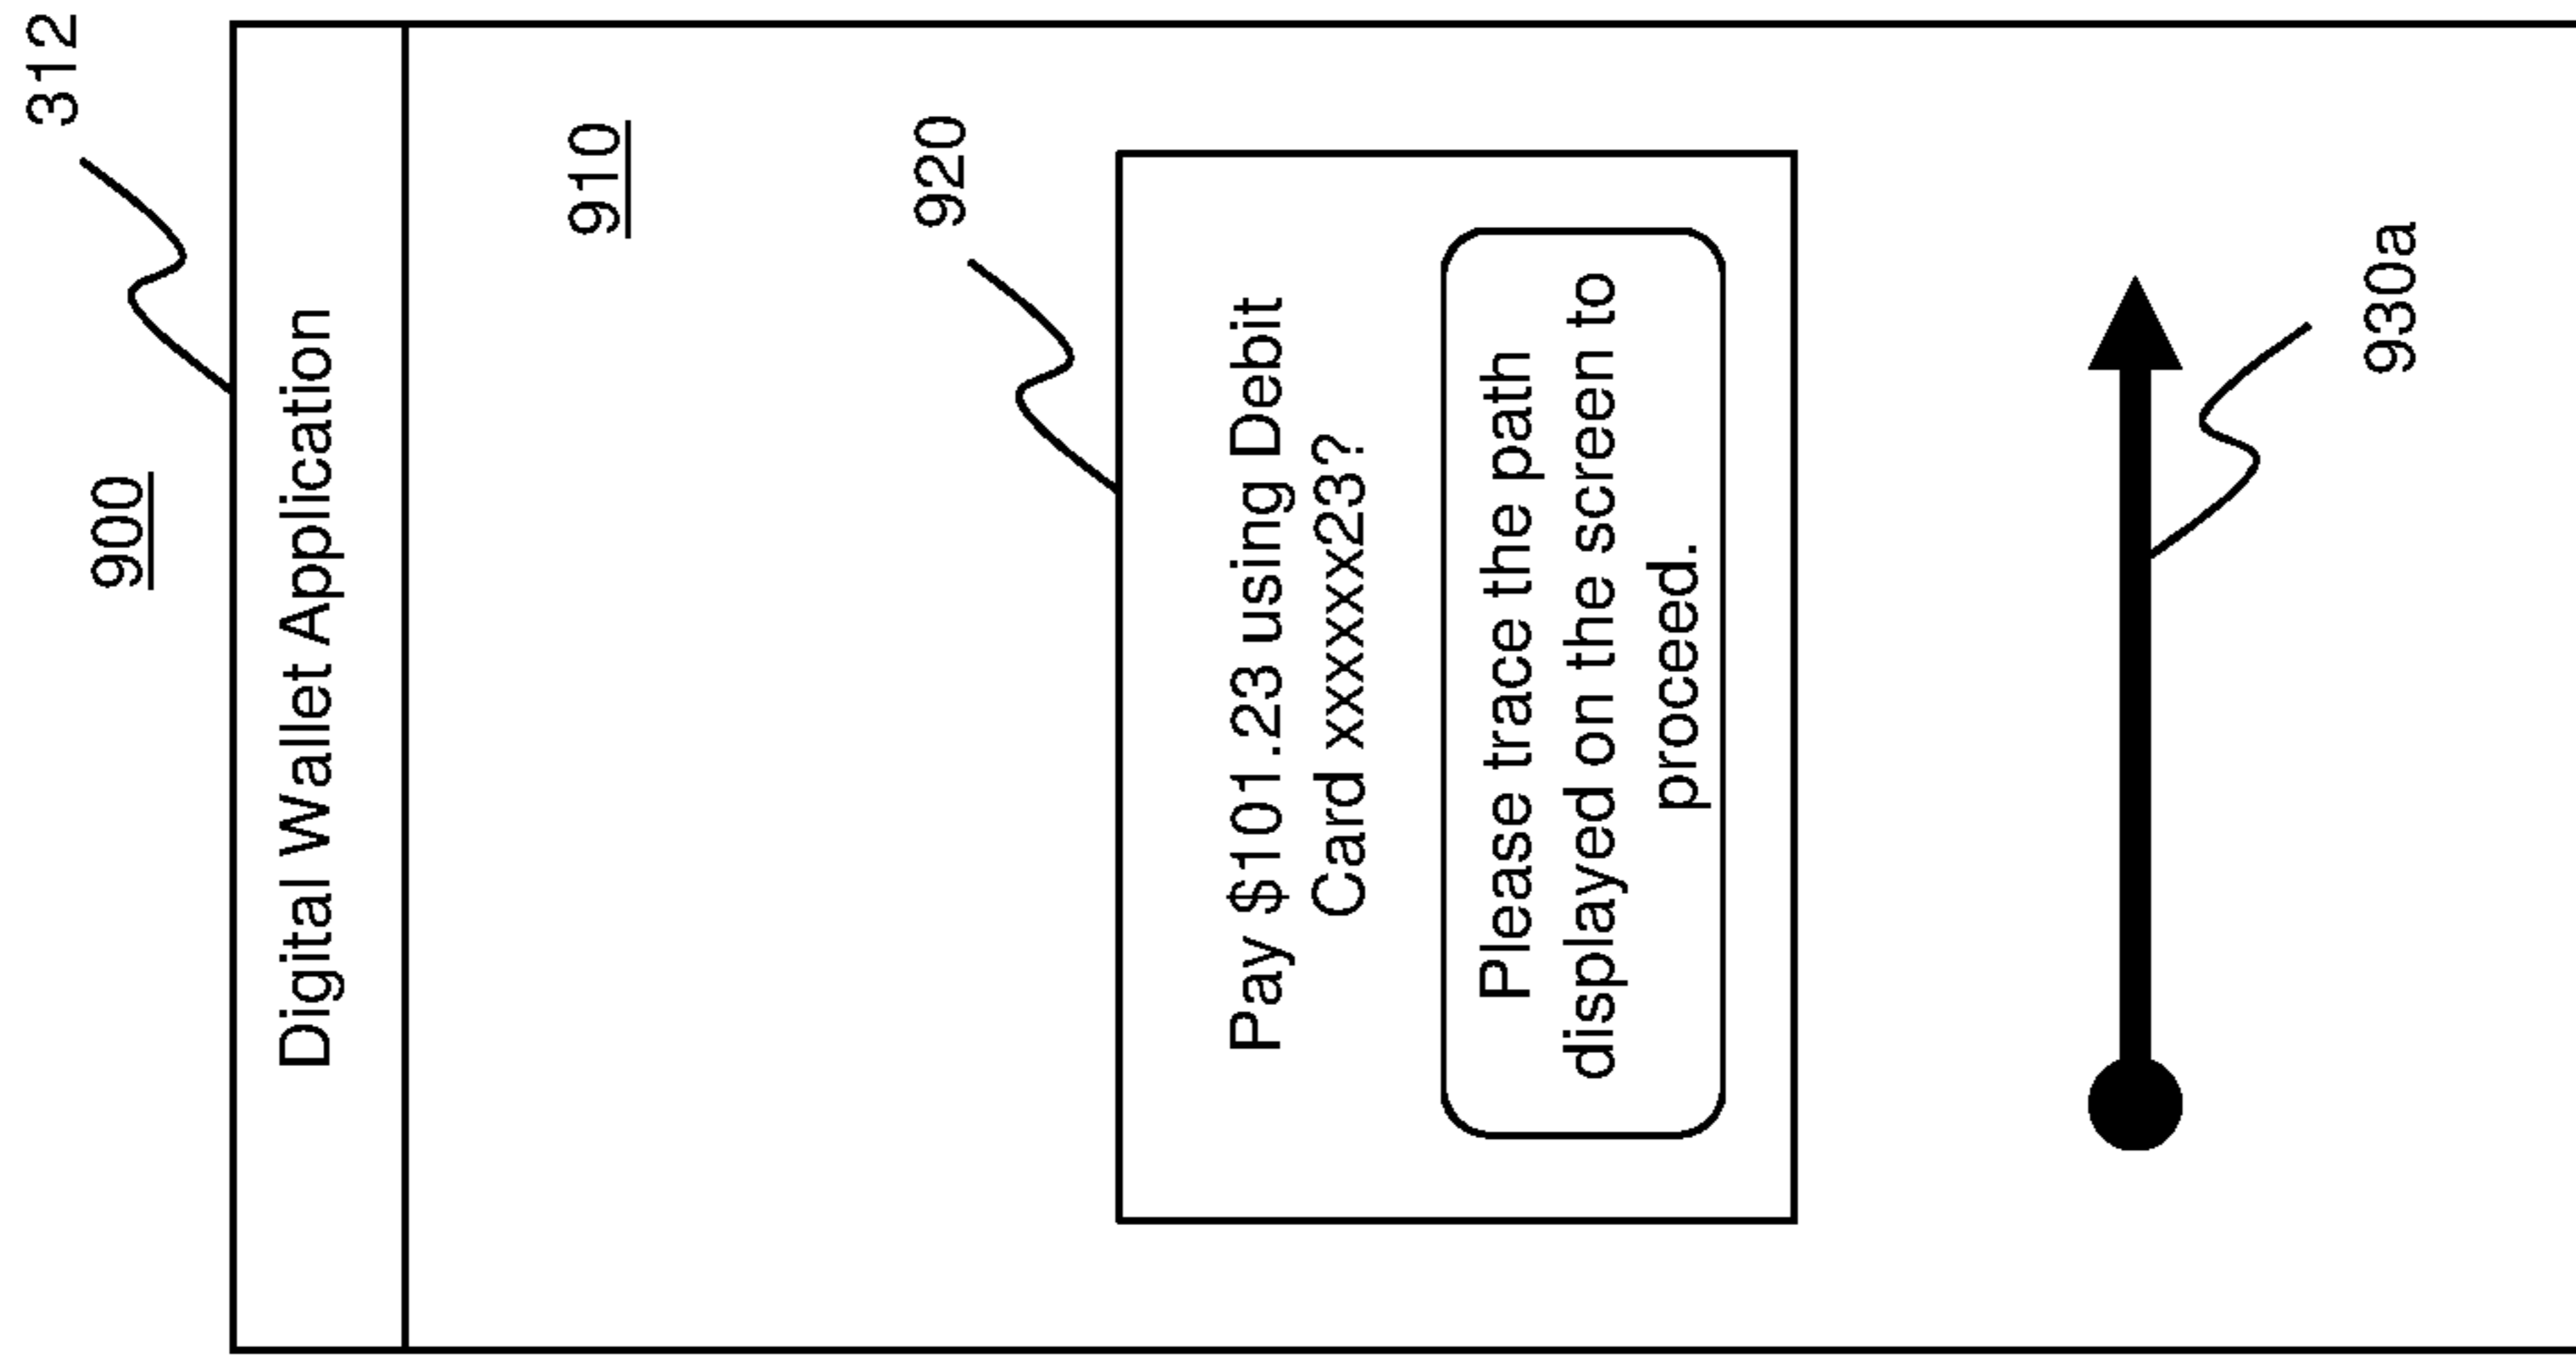 900
312
Digital Wallet Application
910
920
Pay $101.23 using Debit
Card xxxxxx23?
Please trace the path
displayed on the screen to
proceed.
930a